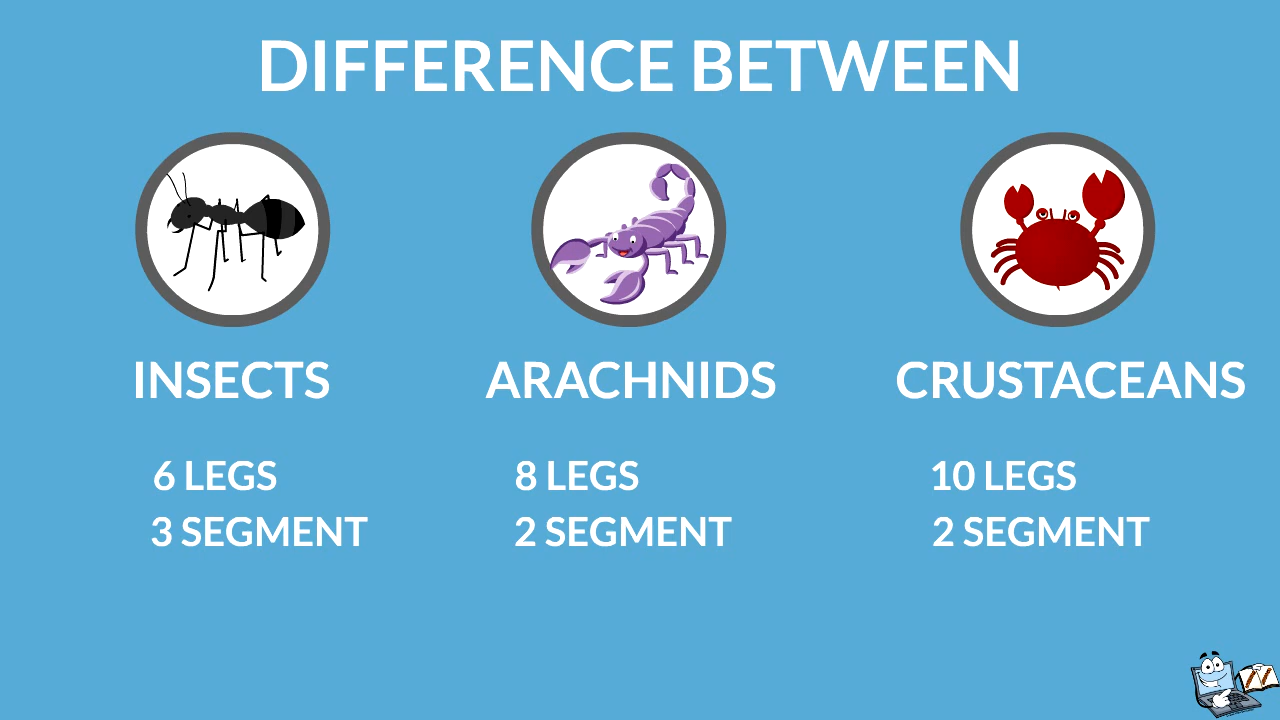 DIFFERENCE BETWEEN
INSECTS
6 LEGS
3 SEGMENT
ARACHNIDS
8 LEGS
2 SEGMENT
CRUSTACEANS
10 LEGS
2 SEGMENT